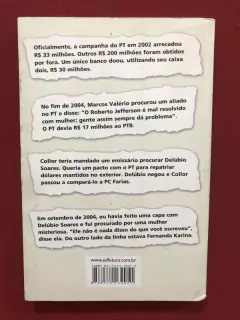 Oficialmente, a campanha do PT em 2002 arrecadou
R$ 33 milhões. Outros R$ 200 milhões foram obtidos
por fora. Um único banco doou, utilizando seu caixa
dois, R$ 30 milhões.
No fim de 2004, Marcos Valério procurou um aliado
no PT e disse: "O Roberto Jefferson é mal resolvido
com mulher; gente assim sempre dá problema".
O PT devia R$ 17 milhões ao PTB.
Collor teria mandado um emissário procurar Delúbio
Soares. Queria um pacto com o PT para repatriar
dólares mantidos no exterior. Delúbio negou e Collor
passou a compará-lo a PC Farias.
Em setembro de 2004, eu havia feito uma capa com
Delúbio Soares e fui procurado por uma mulher
misteriosa. "Ele não é nada disso do que você escreveu",
disse ela. Do outro lado da linha estava Fernanda Karina.
www.edfutura.com.br